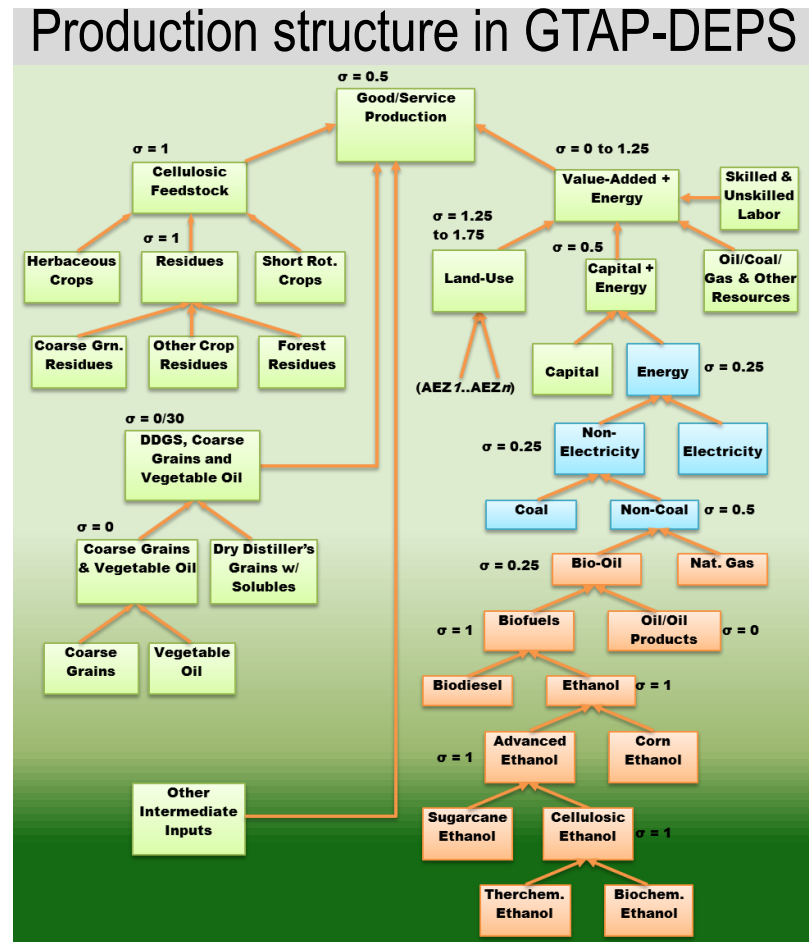 Production structure in GTAP-DEPS
σ = 0.5
Good/Service
Production
σ = 1
Cellulosic
Feedstock
σ = 0 to 1.25
Value-Added +
Energy
Skilled &
Unskilled
Labor
σ = 1.25
to 1.75
σ = 1
Herbaceous
Crops
Residues
Short Rot.
Crops
Land-Use
σ = 0.5
Capital +
Energy
Oil/Coal/
Gas & Other
Resources
Coarse Grn.
Residues
Other Crop
Residues
Forest
Residues
(AEZ1..AEZn)
Capital
Energy
σ = 0.25
σ = 0/30
DDGS, Coarse
Grains and
Vegetable Oil
σ = 0.25
Non-
Electricity
Electricity
Coal
Non-Coal
σ = 0.5
σ = 0
Coarse Grains
& Vegetable Oil
Dry Distiller's
Grains w/
Solubles
σ = 0.25
Bio-Oil
Nat. Gas
σ = 1
Biofuels
Oil/Oil
Products
σ = 0
Coarse
Grains
Vegetable
Oil
Biodiesel
Ethanol
σ = 1
σ = 1
Advanced
Ethanol
Corn
Ethanol
Other
Intermediate
Inputs
Sugarcane
Ethanol
Cellulosic
Ethanol
σ = 1
Therchem.
Ethanol
Biochem.
Ethanol